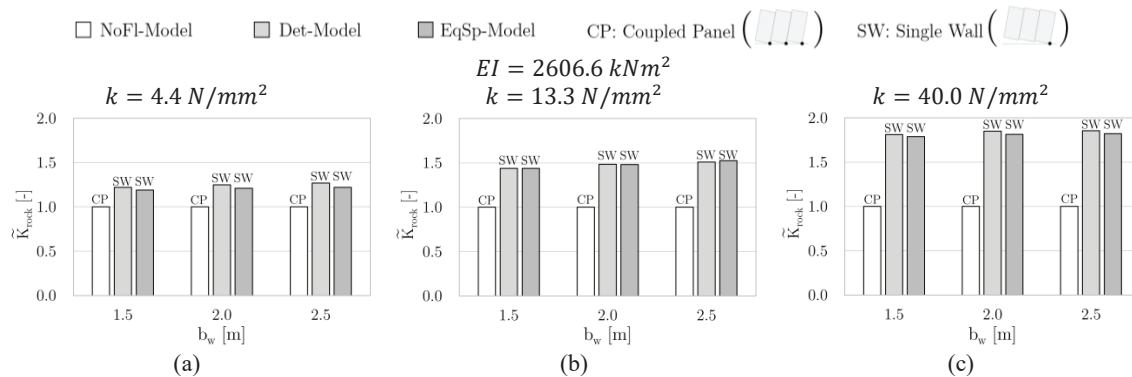 NoFl-Model Det-Model EqSp-Model CP: Coupled Panel ( ) SW: Single Wall ( )
EI = 2606.6 kNm²
k = 4.4 N/mm² k = 13.3 N/mm² k = 40.0 N/mm²
2.0
1.5
1.0
0.5
0.0
K̃rock [-]
CP SW SW CP SW SW CP SW SW
1.5 2.0 2.5
bw [m]
(a)
2.0
1.5
1.0
0.5
0.0
K̃rock [-]
CP SW SW CP SW SW CP SW SW
1.5 2.0 2.5
bw [m]
(b)
2.0
1.5
1.0
0.5
0.0
K̃rock [-]
CP SW SW CP SW SW CP SW SW
1.5 2.0 2.5
bw [m]
(c)